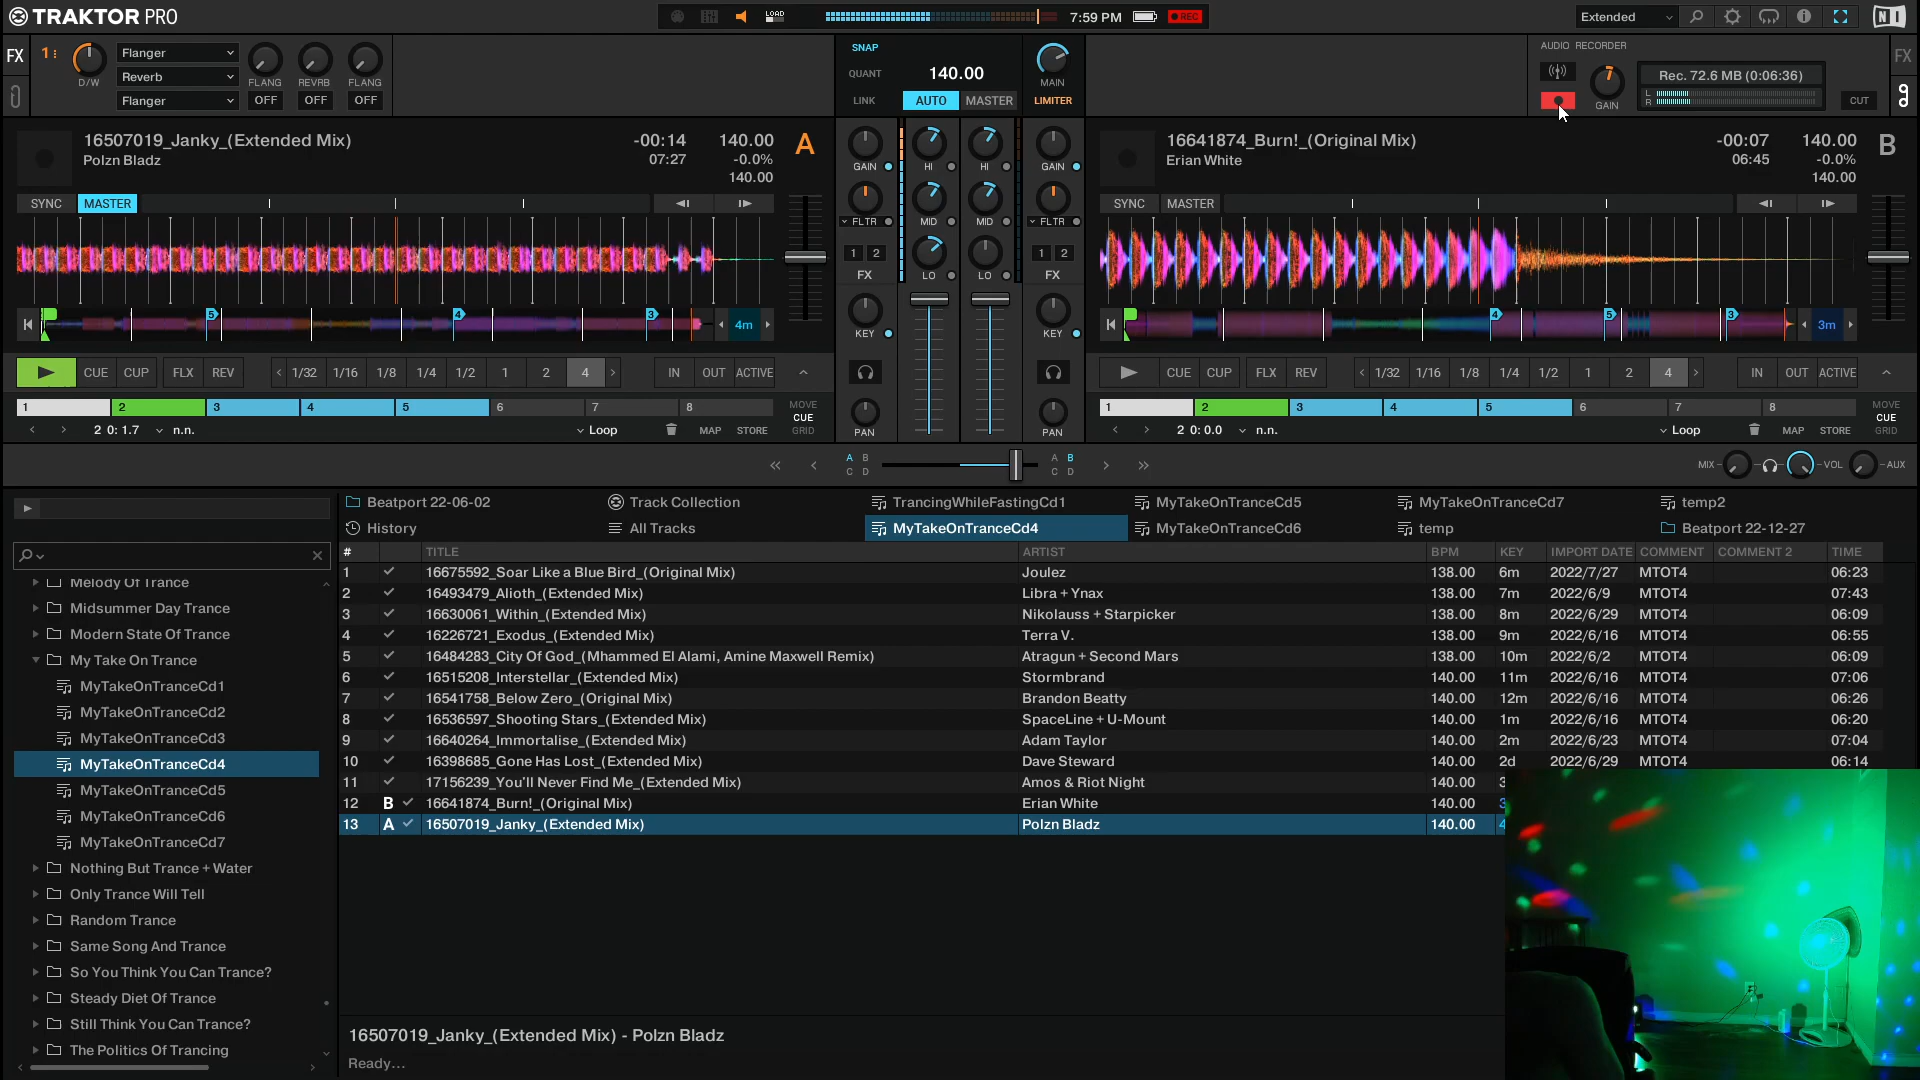 TRAKTOR PRO
LOAD
7:59 PM
REC
Extended
FX
1
D/W
Flanger
Reverb
Flanger
FLANG
REVRB
FLANG
OFF
OFF
OFF
SNAP
QUANT
LINK
140.00
AUTO
MASTER
MAIN
LIMITER
AUDIO RECORDER
GAIN
Rec. 72.6 MB (0:06:36)
L
R
CUT
FX
16507019_Janky_(Extended Mix)
Polzn Bladz
-00:14
07:27
140.00
-0.0%
140.00
A
SYNC
MASTER
5
4
3
4m
CUE
CUP
FLX
REV
1/32
1/16
1/8
1/4
1/2
1
2
4
IN
OUT
ACTIVE
1
2
3
4
5
6
7
8
MOVE
CUE
GRID
2 0: 1.7
n.n.
Loop
MAP
STORE
GAIN
HI
HI
GAIN
FLTR
MID
MID
FLTR
1
2
FX
LO
LO
1
2
FX
KEY
KEY
PAN
PAN
16641874_Burn!_(Original Mix)
Erian White
-00:07
06:45
140.00
-0.0%
140.00
B
SYNC
MASTER
4
5
3
3m
CUE
CUP
FLX
REV
1/32
1/16
1/8
1/4
1/2
1
2
4
IN
OUT
ACTIVE
1
2
3
4
5
6
7
8
MOVE
CUE
GRID
2 0: 0.0
n.n.
Loop
MAP
STORE
A B
C D
A B
C D
MIX
VOL
AUX
Beatport 22-06-02
Track Collection
TrancingWhileFastingCd1
MyTakeOnTranceCd5
MyTakeOnTranceCd7
temp2
History
All Tracks
MyTakeOnTranceCd4
MyTakeOnTranceCd6
temp
Beatport 22-12-27
Melody Of Trance
Midsummer Day Trance
Modern State Of Trance
My Take On Trance
MyTakeOnTranceCd1
MyTakeOnTranceCd2
MyTakeOnTranceCd3
MyTakeOnTranceCd4
MyTakeOnTranceCd5
MyTakeOnTranceCd6
MyTakeOnTranceCd7
Nothing But Trance + Water
Only Trance Will Tell
Random Trance
Same Song And Trance
So You Think You Can Trance?
Steady Diet Of Trance
Still Think You Can Trance?
The Politics Of Trancing
# TITLE ARTIST BPM KEY IMPORT DATE COMMENT COMMENT 2 TIME
1 16675592_Soar Like a Blue Bird_(Original Mix) Joulez 138.00 6m 2022/7/27 MTOT4 06:23
2 16493479_Alioth_(Extended Mix) Libra + Ynax 138.00 7m 2022/6/9 MTOT4 07:43
3 16630061_Within_(Extended Mix) Nikolauss + Starpicker 138.00 8m 2022/6/29 MTOT4 06:09
4 16226721_Exodus_(Extended Mix) Terra V. 138.00 9m 2022/6/16 MTOT4 06:55
5 16484283_City Of God_(Mhammed El Alami, Amine Maxwell Remix) Atragun + Second Mars 138.00 10m 2022/6/2 MTOT4 06:09
6 16515208_Interstellar_(Extended Mix) Stormbrand 140.00 11m 2022/6/16 MTOT4 07:06
7 16541758_Below Zero_(Original Mix) Brandon Beatty 140.00 12m 2022/6/16 MTOT4 06:26
8 16536597_Shooting Stars_(Extended Mix) SpaceLine + U-Mount 140.00 1m 2022/6/16 MTOT4 06:20
9 16640264_Immortalise_(Extended Mix) Adam Taylor 140.00 2m 2022/6/23 MTOT4 07:04
10 16398685_Gone Has Lost_(Extended Mix) Dave Steward 140.00 2d 2022/6/29 MTOT4 06:14
11 17156239_You'll Never Find Me_(Extended Mix) Amos & Riot Night 140.00 3
12 B 16641874_Burn!_(Original Mix) Erian White 140.00 3
13 A 16507019_Janky_(Extended Mix) Polzn Bladz 140.00 4
16507019_Janky_(Extended Mix) - Polzn Bladz
Ready...